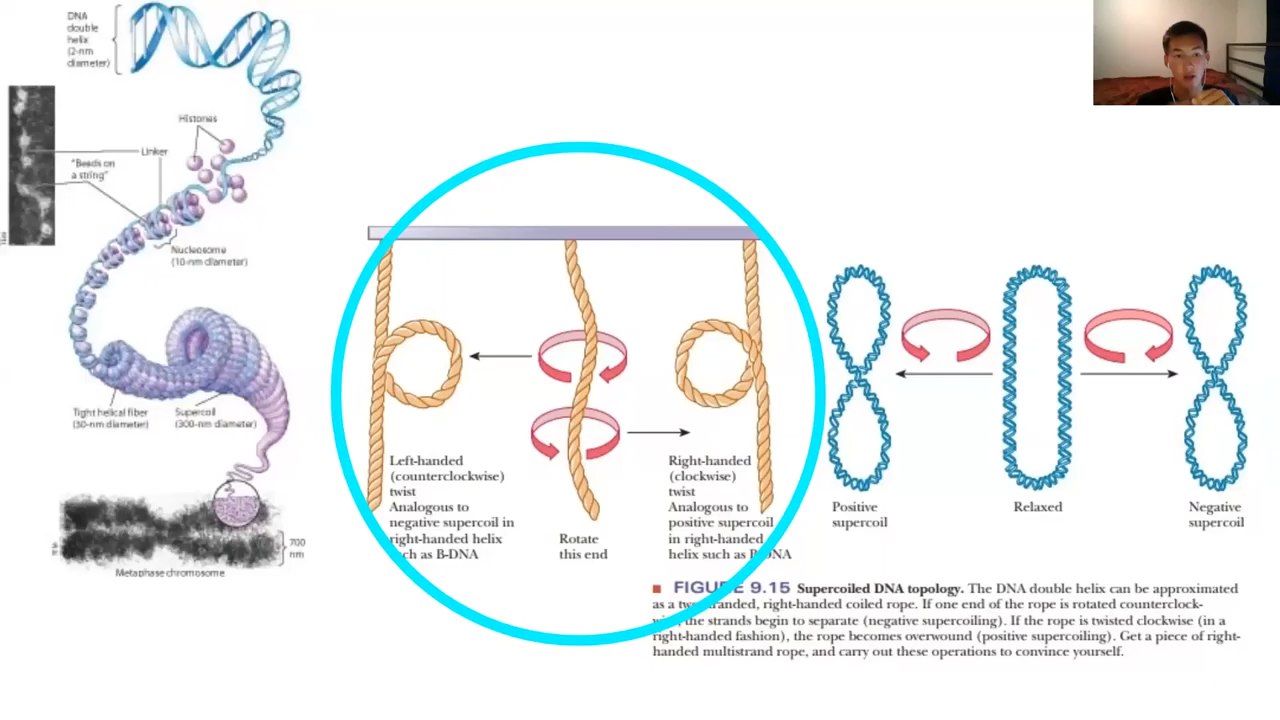 DNA
double
helix
(2-nm
diameter)
Histones
Linker
"Beads on
a string"
Nucleosome
(10-nm diameter)
Tight helical fiber
(30-nm diameter)
Supercoil
(300-nm diameter)
700
nm
Metaphase chromosome
Left-handed
(counterclockwise)
twist
Analogous to
negative supercoil in
right-handed helix
as B-DNA
Rotate
this end
Right-handed
(clockwise)
twist
Analogous to
positive supercoil
in right-handed
helix such as
Positive
supercoil
Relaxed
Negative
supercoil
FIGURE 9.15 Supercoiled DNA topology. The DNA double helix can be approximated
as a right-handed coiled rope. If one end of the rope is rotated counterclock-
the strands begin to separate (negative supercoiling). If the rope is twisted clockwise (in a
right-handed fashion), the rope becomes overwound (positive supercoiling). Get a piece of right-
handed multistrand rope, and carry out these operations to convince yourself.